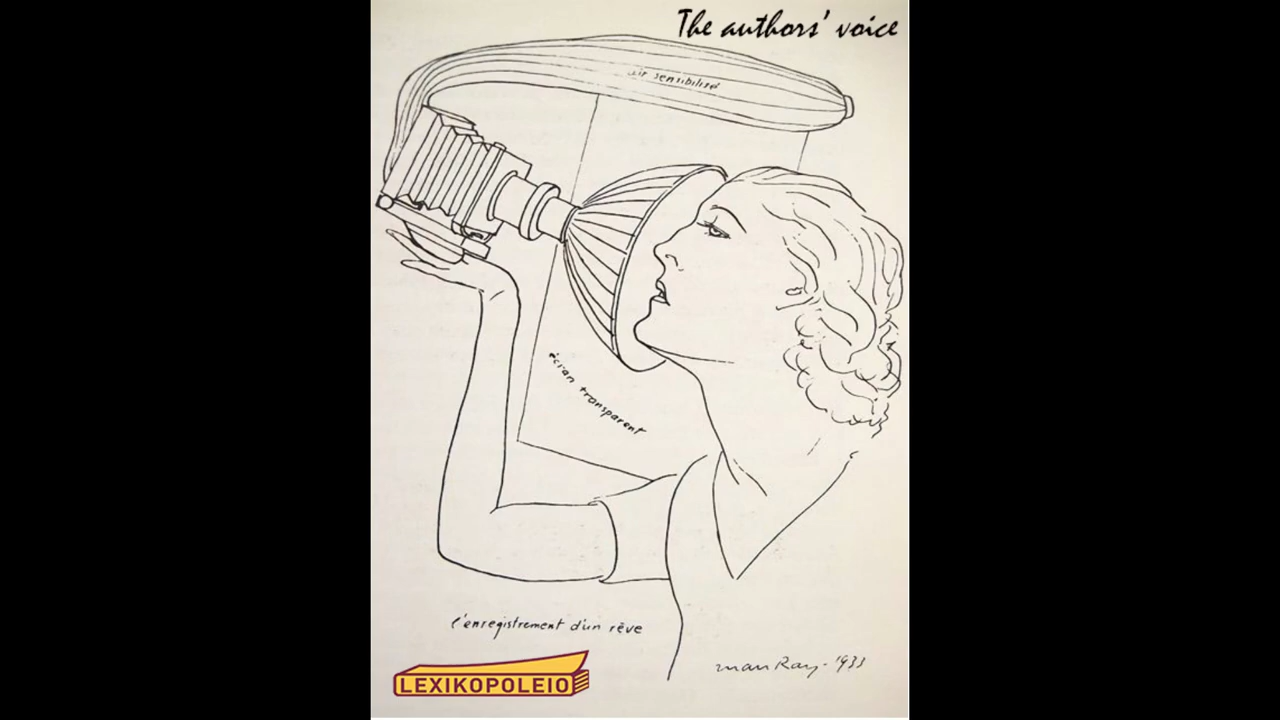 The authors' voice
air sensibilisé
écran transparent
l'enregistrement d'un rêve
man Ray - 1933
LEXIKOPOLEIO